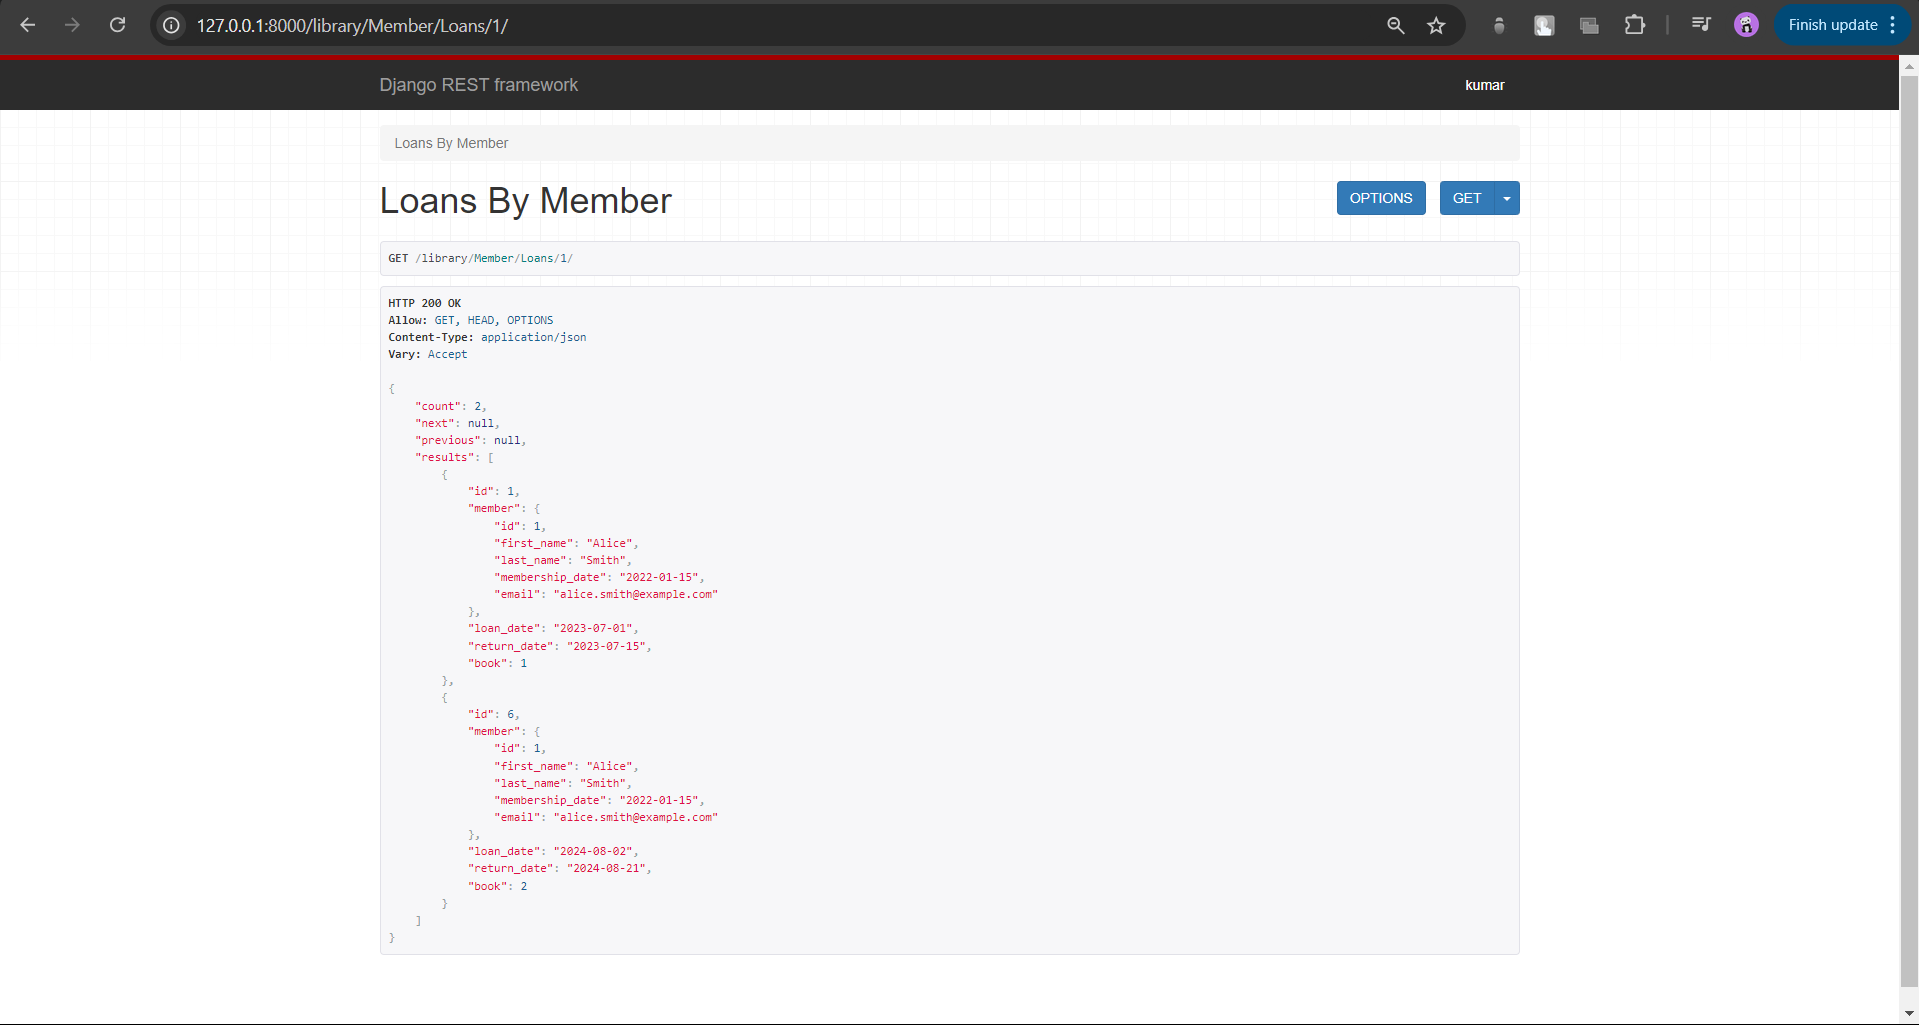 127.0.0.1:8000/library/Member/Loans/1/
Finish update
Django REST framework
kumar
Loans By Member
Loans By Member
OPTIONS
GET
GET /library/Member/Loans/1/
HTTP 200 OK
Allow: GET, HEAD, OPTIONS
Content-Type: application/json
Vary: Accept
{
    "count": 2,
    "next": null,
    "previous": null,
    "results": [
        {
            "id": 1,
            "member": {
                "id": 1,
                "first_name": "Alice",
                "last_name": "Smith",
                "membership_date": "2022-01-15",
                "email": "alice.smith@example.com"
            },
            "loan_date": "2023-07-01",
            "return_date": "2023-07-15",
            "book": 1
        },
        {
            "id": 6,
            "member": {
                "id": 1,
                "first_name": "Alice",
                "last_name": "Smith",
                "membership_date": "2022-01-15",
                "email": "alice.smith@example.com"
            },
            "loan_date": "2024-08-02",
            "return_date": "2024-08-21",
            "book": 2
        }
    ]
}